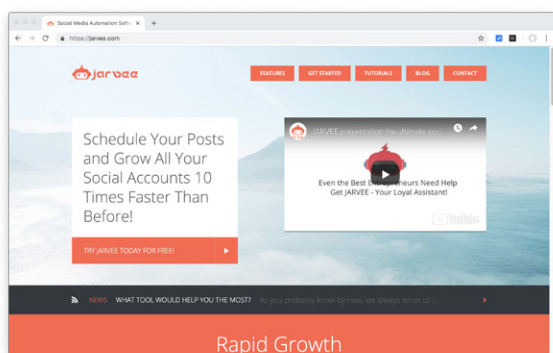 Social Media Automation Softw
https://jarvee.com
jarvee
FEATURES
GET STARTED
TUTORIALS
BLOG
CONTACT
Schedule Your Posts
and Grow All Your
Social Accounts 10
Times Faster Than
Before!
TRY JARVEE TODAY FOR FREE!
JARVEE presentation the ultimate soci
Even the Best Entrepreneurs Need Help
Get JARVEE - Your Loyal Assistant!
YouTube
NEWS WHAT TOOL WOULD HELP YOU THE MOST? As you probably know by now, we always strive to ...
Rapid Growth